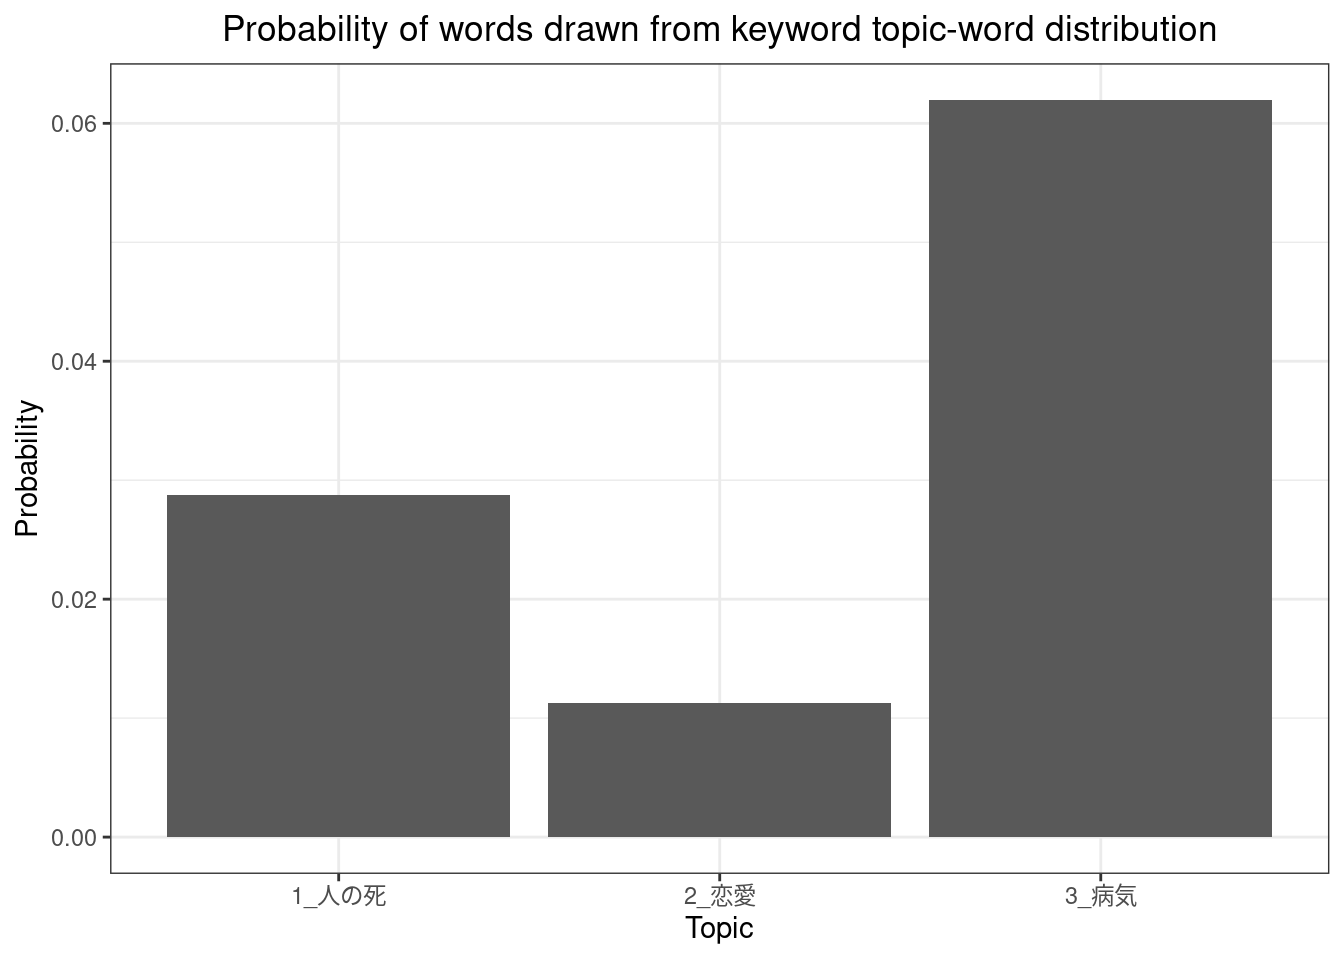 Probability of words drawn from keyword topic-word distribution
Probability
0.06
0.04
0.02
0.00
1_人の死
2_恋愛
3_病気
Topic